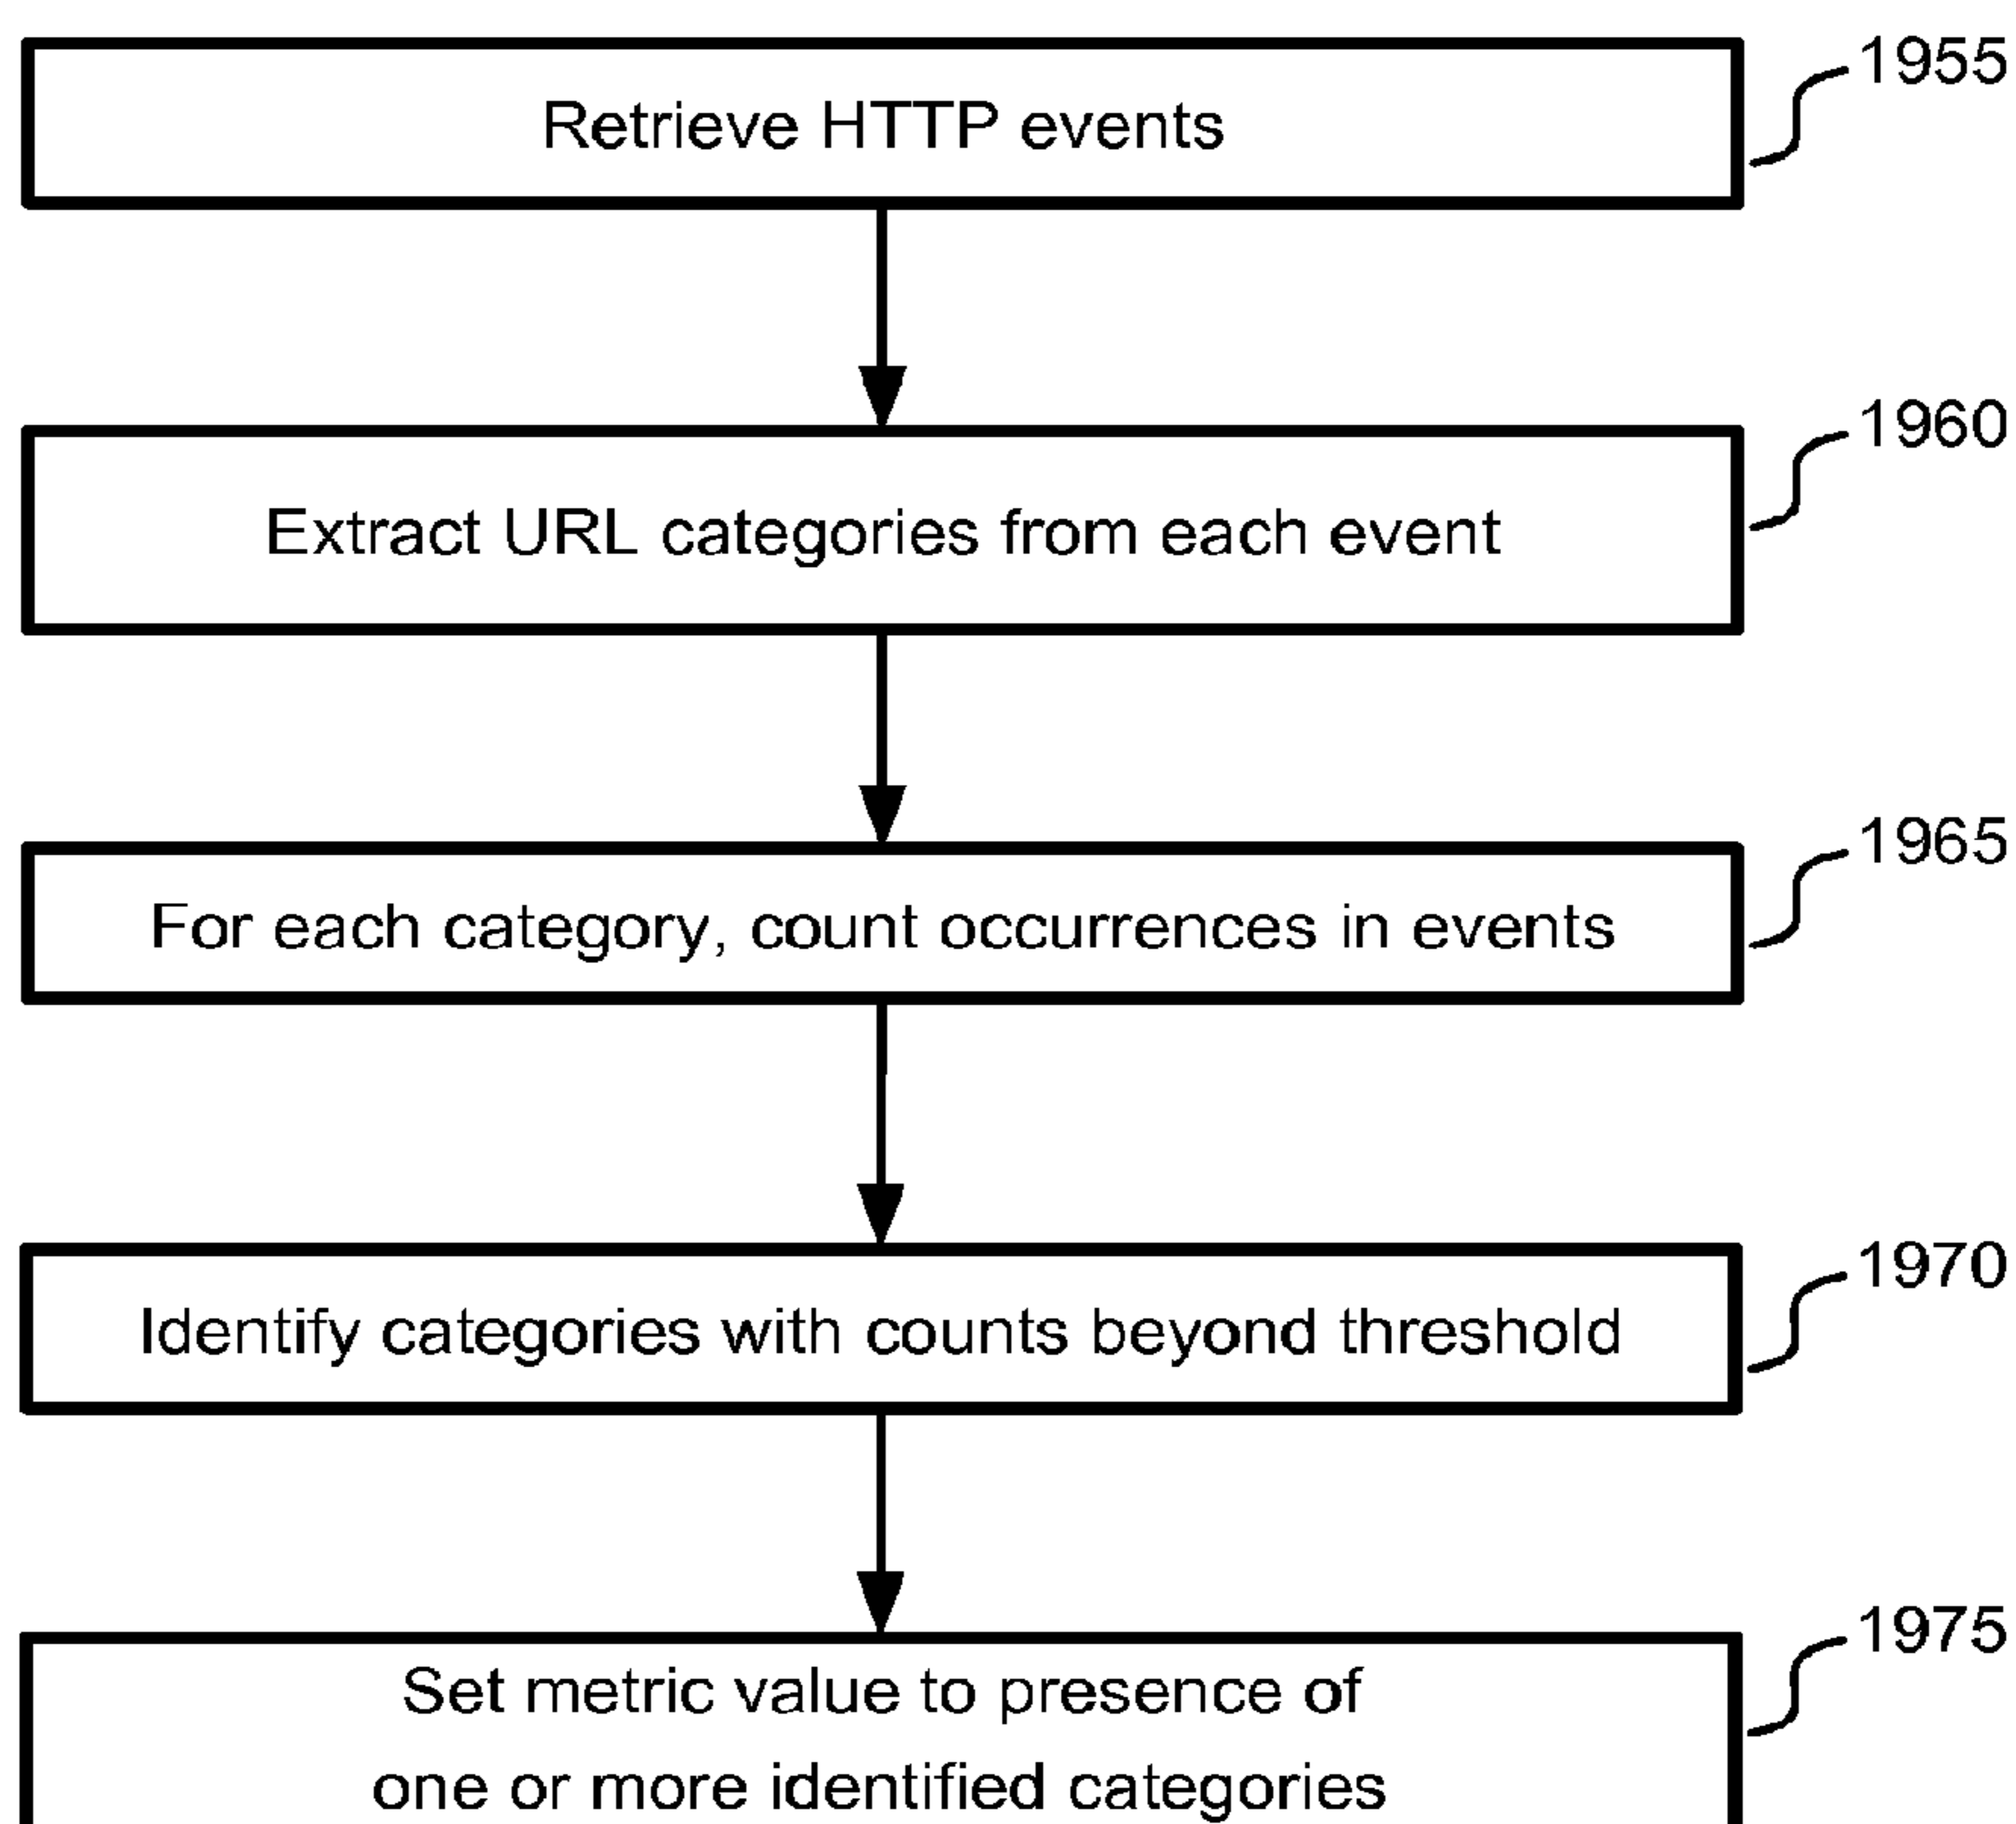 Retrieve HTTP events
1955
Extract URL categories from each event
1960
For each category, count occurrences in events
1965
Identify categories with counts beyond threshold
1970
Set metric value to presence of
one or more identified categories
1975